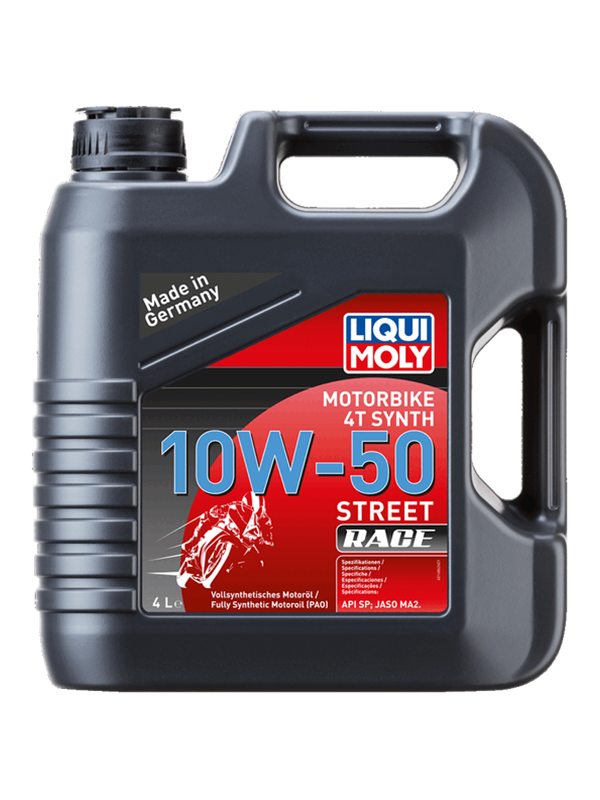 Made in
Germany
LIQUI
MOLY
MOTORBIKE
4T SYNTH
10W-50
STREET
RACE
Spezifikationen /
Specifications /
Specifiche /
Especificaciones /
Especificações /
Spécifications:
API SP; JASO MA2.
4 L e
Vollsynthetisches Motoröl /
Fully Synthetic Motoroil (PAO)